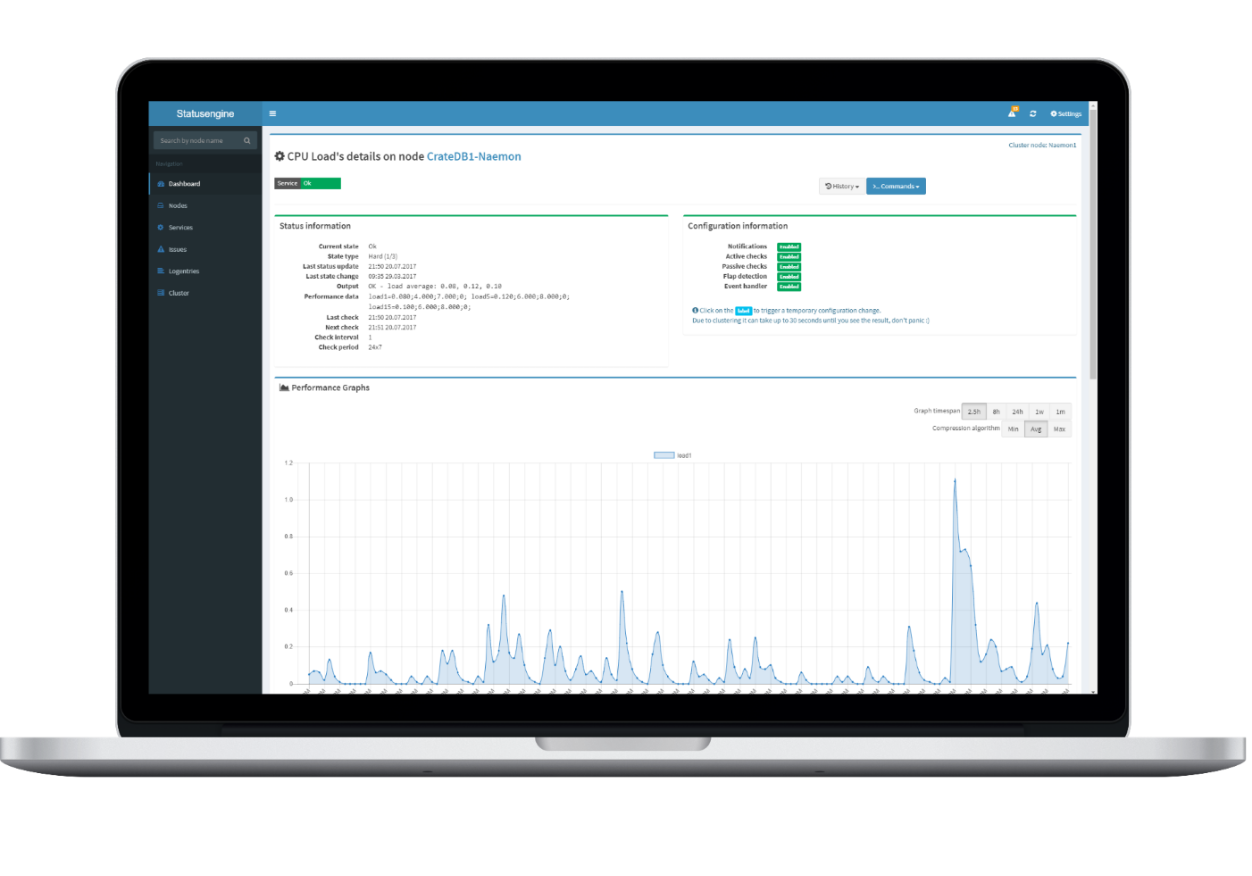 Statusengine
Settings
Search by node name
Navigation
Cluster node: Naemon1
CPU Load's details on node CrateDB1-Naemon
Dashboard
Service Ok
History
>_ Commands
Nodes
Services
Issues
Logentries
Cluster
Status information
Current state Ok
State type Hard (1/3)
Last status update 21:50 20.07.2017
Last state change 09:35 20.03.2017
Output OK - load average: 0.08, 0.12, 0.10
Performance data load1=0.080;4.000;7.000;0; load5=0.120;6.000;8.000;0;
load15=0.100;6.000;8.000;0;
Last check 21:50 20.07.2017
Next check 21:51 20.07.2017
Check interval 1
Check period 24x7
Configuration information
Notifications Enabled
Active checks Enabled
Passive checks Enabled
Flap detection Enabled
Event handler Enabled
Click on the label to trigger a temporary configuration change.
Due to clustering it can take up to 30 seconds until you see the result, don't panic :)
Performance Graphs
Graph timespan 2.5h 8h 24h 1w 1m
Compression algorithm Min Avg Max
load1
1.2
1.0
0.8
0.6
0.4
0.2
0